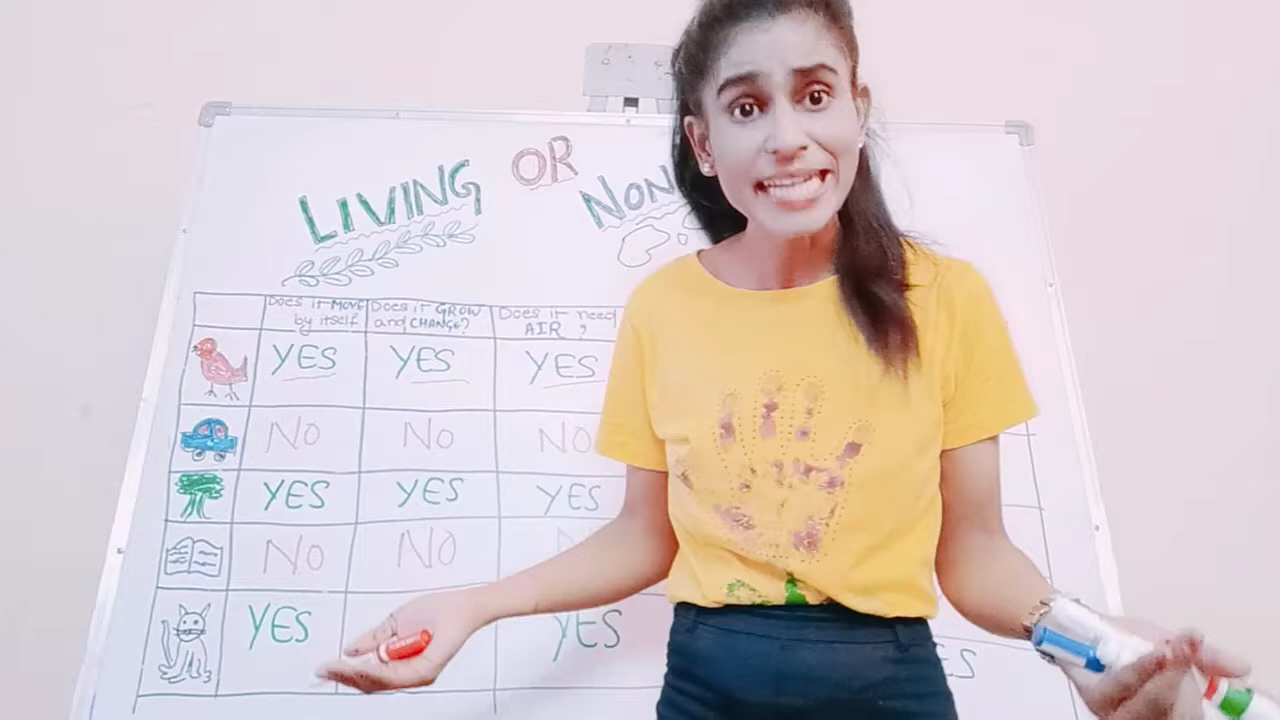 LIVING OR NON
Does it MOVE by itself
Does it GROW and CHANGE?
Does it need AIR ?
YES YES YES
NO NO NO
YES YES YES
NO NO
YES YES